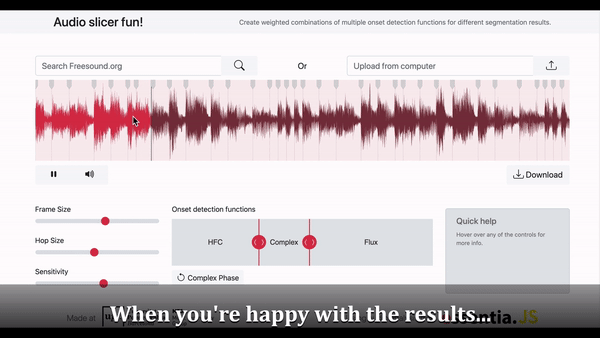 Audio slicer fun!
Create weighted combinations of multiple onset detection functions for different segmentation results.
Search Freesound.org
Or
Upload from computer
Download
Frame Size
Hop Size
Sensitivity
Onset detection functions
HFC
Complex
Flux
Complex Phase
Quick help
Hover over any of the controls for
more info.
Made at
When you're happy with the results...
entia.JS